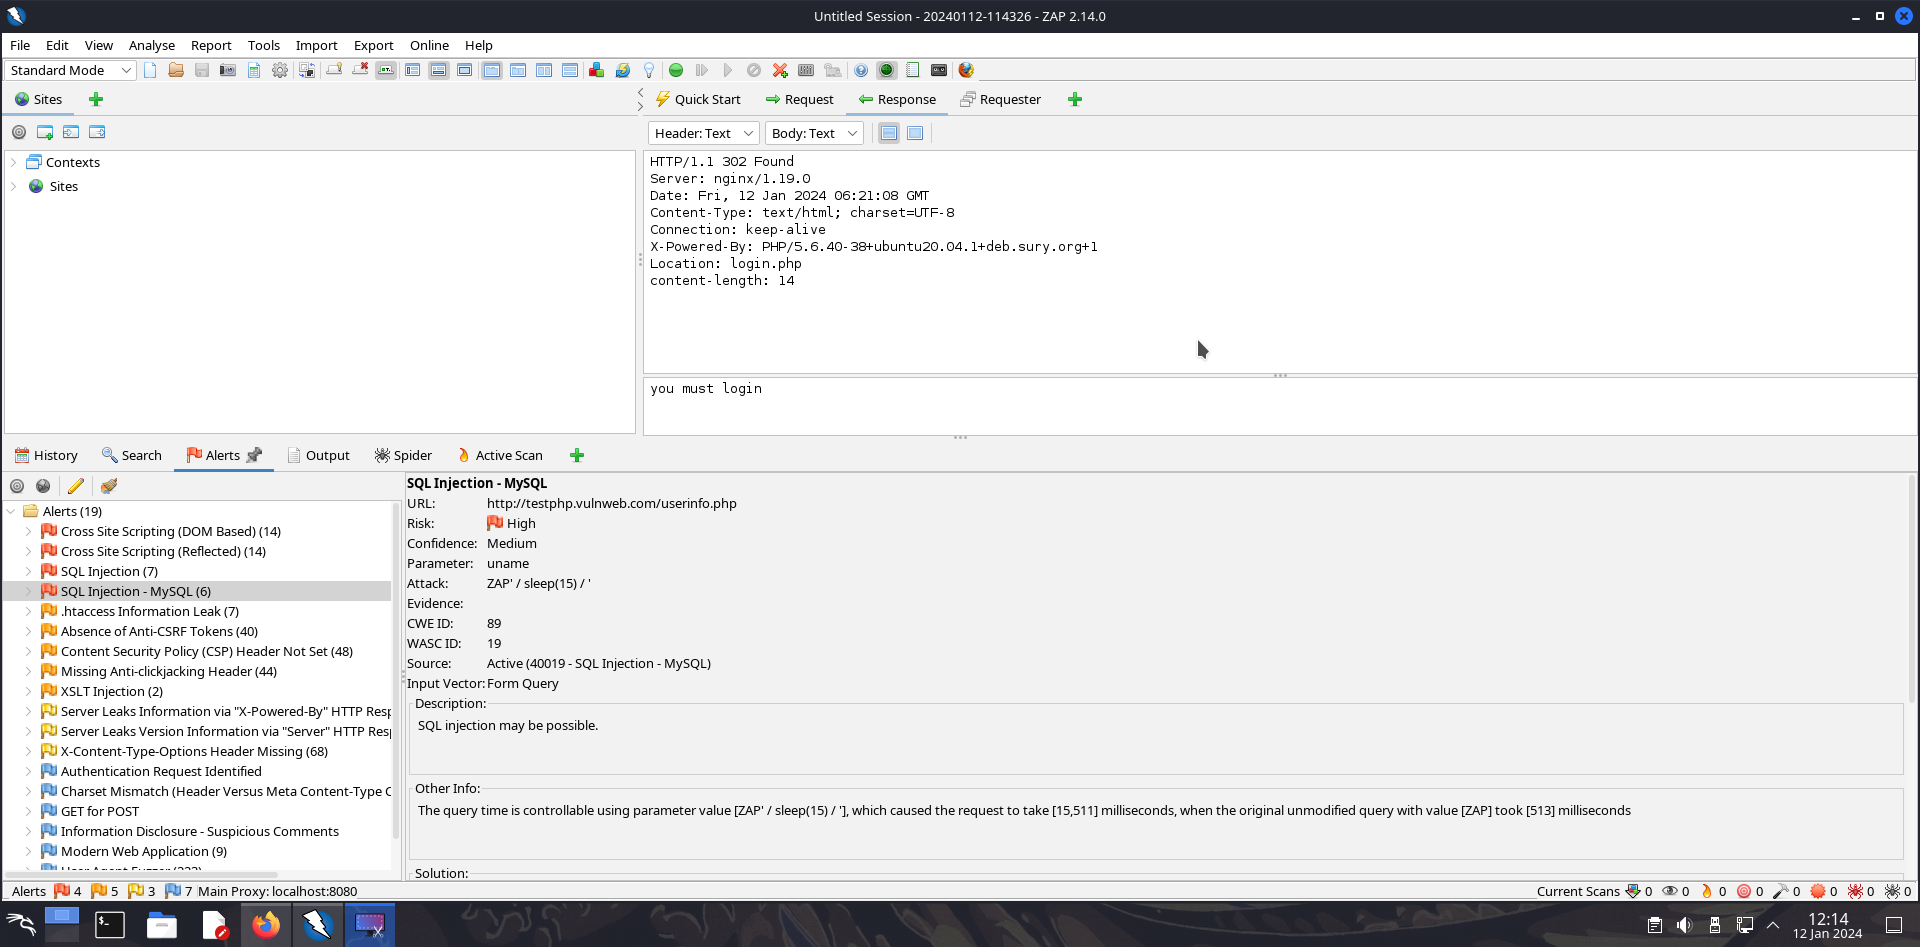 Untitled Session - 20240112-114326 - ZAP 2.14.0
File Edit View Analyse Report Tools Import Export Online Help
Standard Mode
Sites
Quick Start Request Response Requester
Header: Text Body: Text
Contexts
Sites
HTTP/1.1 302 Found
Server: nginx/1.19.0
Date: Fri, 12 Jan 2024 06:21:08 GMT
Content-Type: text/html; charset=UTF-8
Connection: keep-alive
X-Powered-By: PHP/5.6.40-38+ubuntu20.04.1+deb.sury.org+1
Location: login.php
content-length: 14
you must login
History Search Alerts Output Spider Active Scan
Alerts (19)
Cross Site Scripting (DOM Based) (14)
Cross Site Scripting (Reflected) (14)
SQL Injection (7)
SQL Injection - MySQL (6)
.htaccess Information Leak (7)
Absence of Anti-CSRF Tokens (40)
Content Security Policy (CSP) Header Not Set (48)
Missing Anti-clickjacking Header (44)
XSLT Injection (2)
Server Leaks Information via "X-Powered-By" HTTP Resp
Server Leaks Version Information via "Server" HTTP Res
X-Content-Type-Options Header Missing (68)
Authentication Request Identified
Charset Mismatch (Header Versus Meta Content-Type C
GET for POST
Information Disclosure - Suspicious Comments
Modern Web Application (9)
SQL Injection - MySQL
URL: http://testphp.vulnweb.com/userinfo.php
Risk: High
Confidence: Medium
Parameter: uname
Attack: ZAP' / sleep(15) / '
Evidence:
CWE ID: 89
WASC ID: 19
Source: Active (40019 - SQL Injection - MySQL)
Input Vector: Form Query
Description:
SQL injection may be possible.
Other Info:
The query time is controllable using parameter value [ZAP' / sleep(15) / '], which caused the request to take [15,511] milliseconds, when the original unmodified query with value [ZAP] took [513] milliseconds
Solution:
Alerts 4 5 3 7 Main Proxy: localhost:8080
Current Scans 0 0 0 0 0 0 0 0
12:14
12 Jan 2024